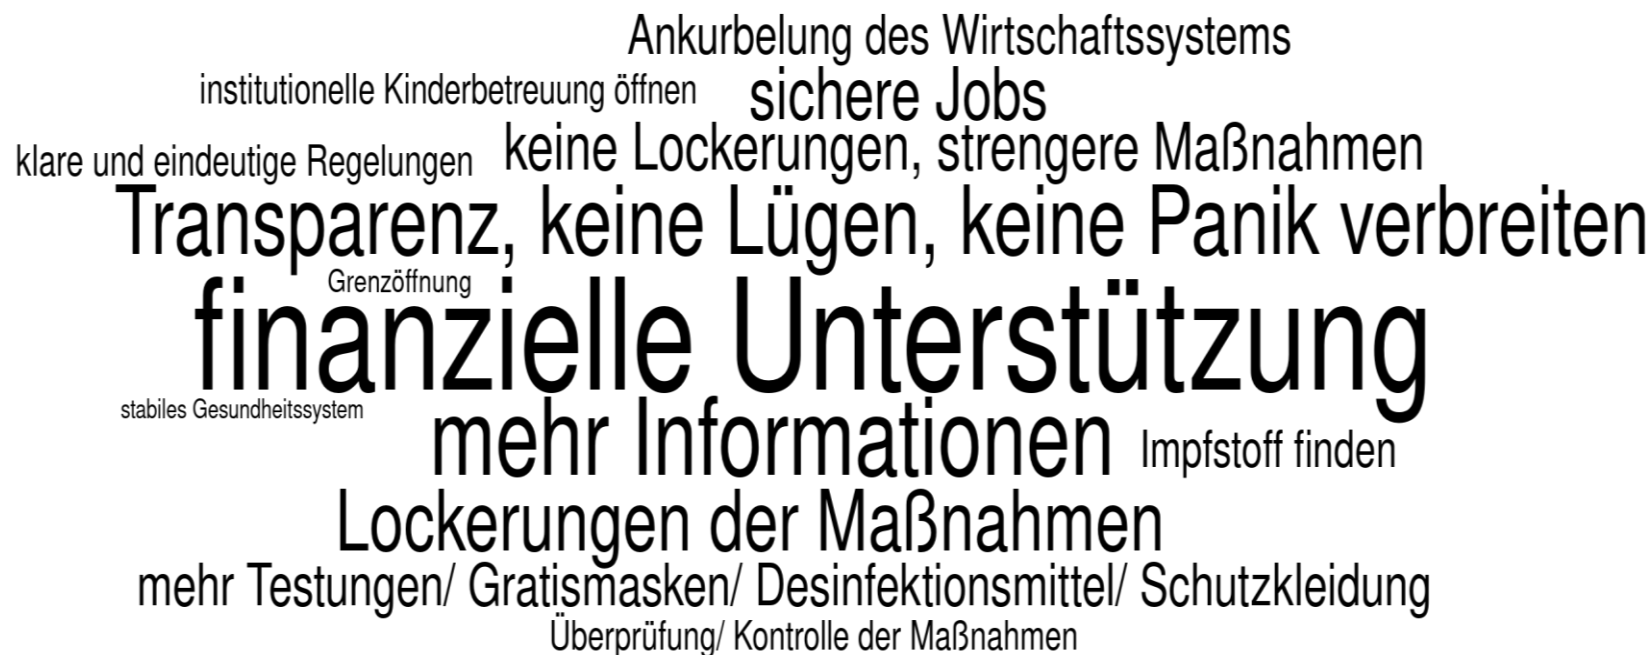 Ankurbelung des Wirtschaftssystems
institutionelle Kinderbetreuung öffnen
sichere Jobs
keine Lockerungen, strengere Maßnahmen
klare und eindeutige Regelungen
Transparenz, keine Lügen, keine Panik verbreiten
Grenzöffnung
finanzielle Unterstützung
stabiles Gesundheitssystem
mehr Informationen
Impfstoff finden
Lockerungen der Maßnahmen
mehr Testungen/ Gratismasken/ Desinfektionsmittel/ Schutzkleidung
Überprüfung/ Kontrolle der Maßnahmen